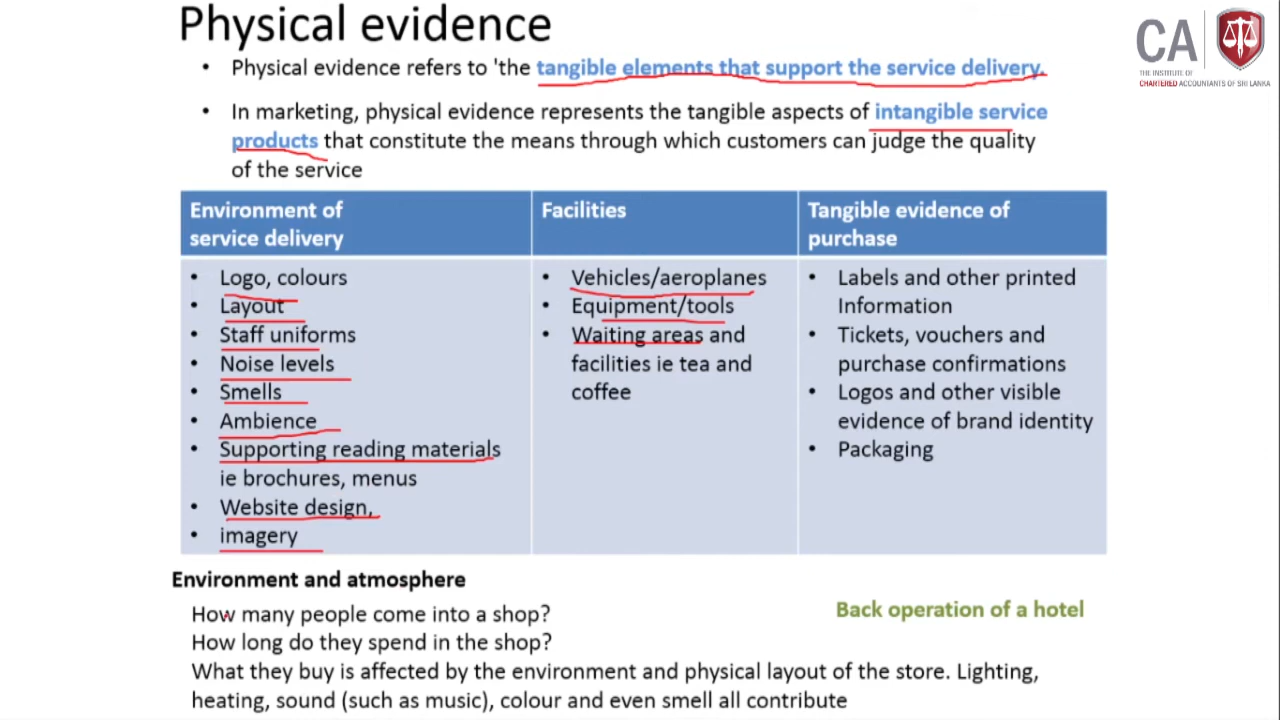 Physical evidence
CA
THE INSTITUTE OF
CHARTERED ACCOUNTANTS OF SRI LANKA
• Physical evidence refers to 'the tangible elements that support the service delivery.
• In marketing, physical evidence represents the tangible aspects of intangible service
products that constitute the means through which customers can judge the quality
of the service
Environment of
service delivery
• Logo, colours
• Layout
• Staff uniforms
• Noise levels
• Smells
• Ambience
• Supporting reading materials
ie brochures, menus
• Website design,
• imagery
Facilities
• Vehicles/aeroplanes
• Equipment/tools
• Waiting areas and
facilities ie tea and
coffee
Tangible evidence of
purchase
• Labels and other printed
Information
• Tickets, vouchers and
purchase confirmations
• Logos and other visible
evidence of brand identity
• Packaging
Environment and atmosphere
How many people come into a shop?
How long do they spend in the shop?
What they buy is affected by the environment and physical layout of the store. Lighting,
heating, sound (such as music), colour and even smell all contribute
Back operation of a hotel